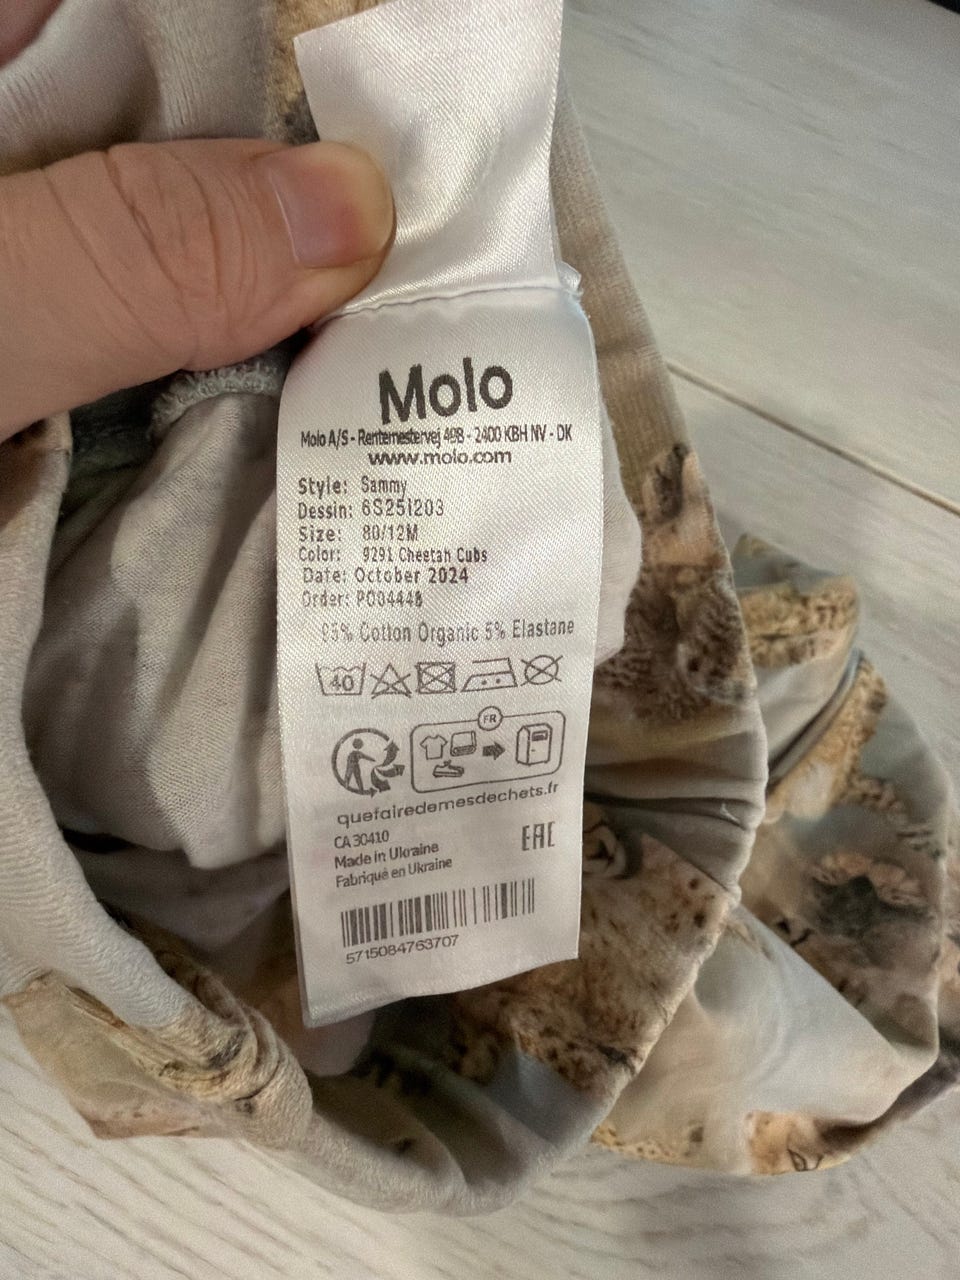 Molo
Molo A/S - Rentemestervej 49B - 2400 KBH NV - DK
www.molo.com
Style: Sammy
Dessin: 6S25I203
Size: 80/12M
Color: 9291 Cheetah Cubs
Date: October 2024
Order: PO04448
95% Cotton Organic 5% Elastane
40
FR
quefairedemesdechets.fr
CA 30410
Made in Ukraine
EAC
Fabriqué en Ukraine
5715084763707